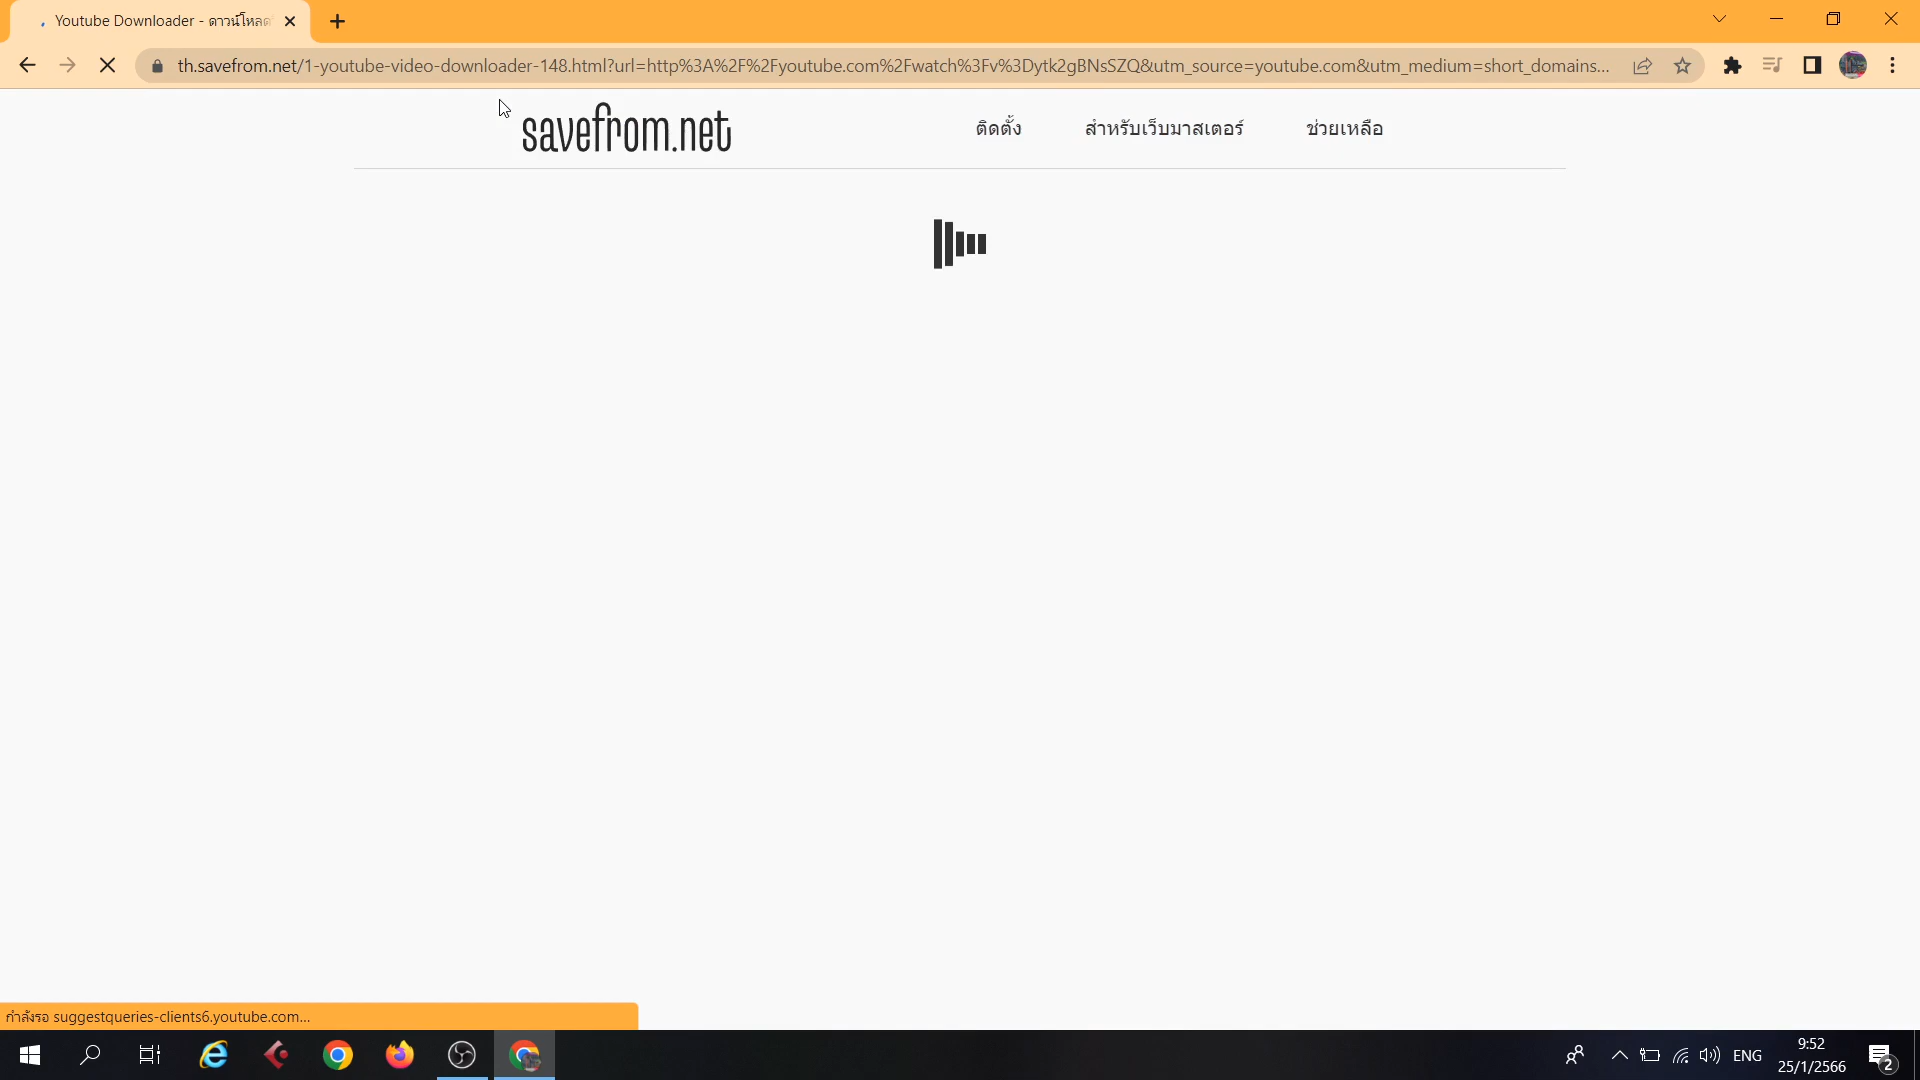 Youtube Downloader - ดาวน์โหลด
th.savefrom.net/1-youtube-video-downloader-148.html?url=http%3A%2F%2Fyoutube.com%2Fwatch%3Fv%3Dytk2gBNsSZQ&utm_source=youtube.com&utm_medium=short_domains...
savefrom.net
ติดตั้ง
สำหรับเว็บมาสเตอร์
ช่วยเหลือ
กำลังรอ suggestqueries-clients6.youtube.com...
ENG
9:52
25/1/2566
2